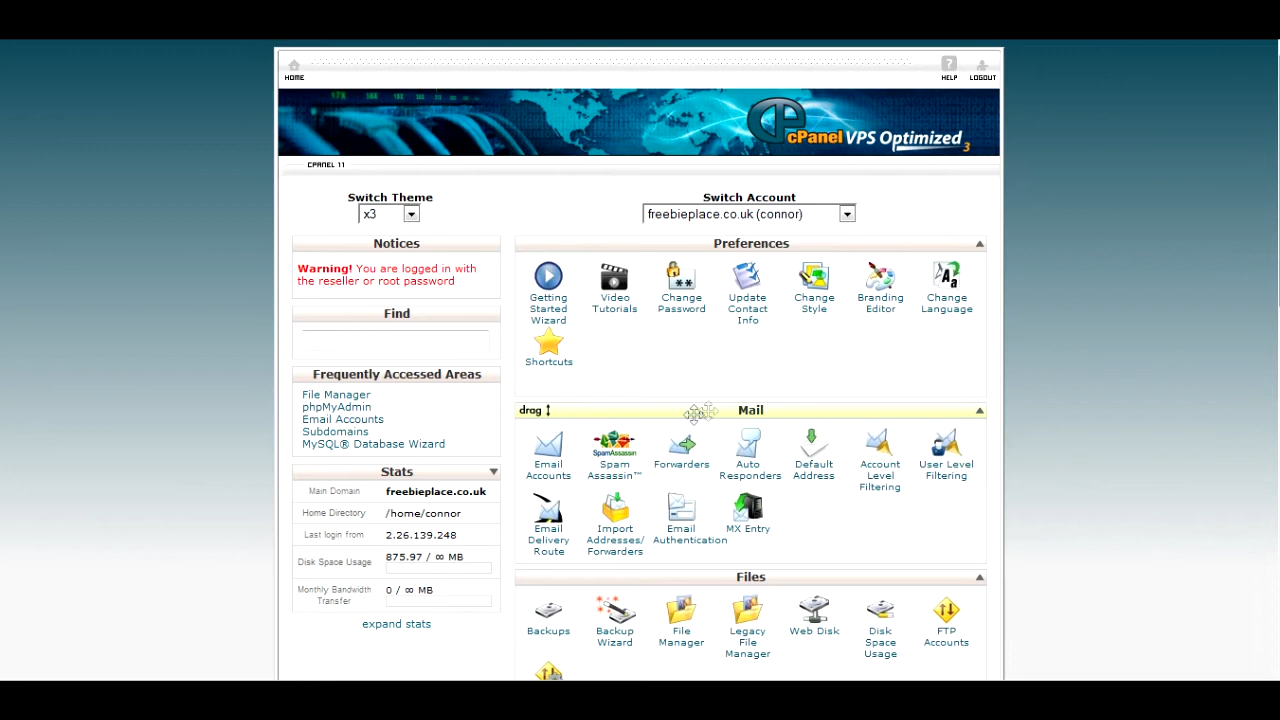 HOME
HELP
LOGOUT
cPanel VPS Optimized 3
CPANEL 11
Switch Theme
x3
Switch Account
freebieplace.co.uk (connor)
Notices
Warning! You are logged in with
the reseller or root password
Find
Frequently Accessed Areas
File Manager
phpMyAdmin
Email Accounts
Subdomains
MySQL® Database Wizard
Stats
Main Domain freebieplace.co.uk
Home Directory /home/connor
Last login from 2.26.139.248
Disk Space Usage 875.97 / ∞ MB
Monthly Bandwidth
Transfer
0 / ∞ MB
expand stats
Preferences
Getting
Started
Wizard
Video
Tutorials
Change
Password
Update
Contact
Info
Change
Style
Branding
Editor
Change
Language
Shortcuts
drag
Mail
Email
Accounts
SpamAssassin
Spam
Assassin™
Forwarders
Auto
Responders
Default
Address
Account
Level
Filtering
User Level
Filtering
Email
Delivery
Route
Import
Addresses/
Forwarders
Email
Authentication
MX Entry
Files
Backups
Backup
Wizard
File
Manager
Legacy
File
Manager
Web Disk
Disk
Space
Usage
FTP
Accounts